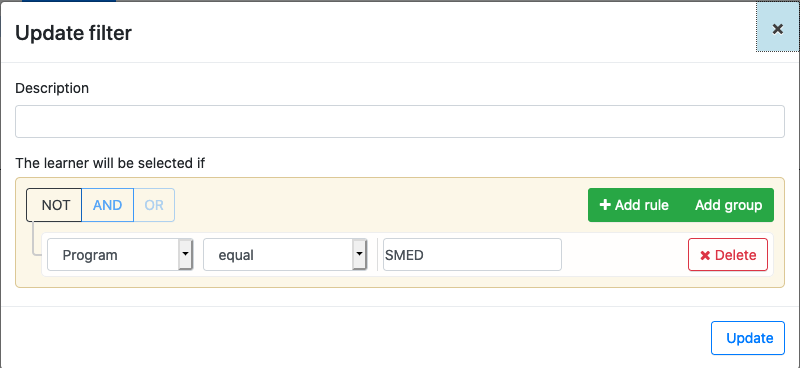 Update filter ×
Description
The learner will be selected if
NOT AND OR + Add rule Add group
Program equal SMED × Delete
Update